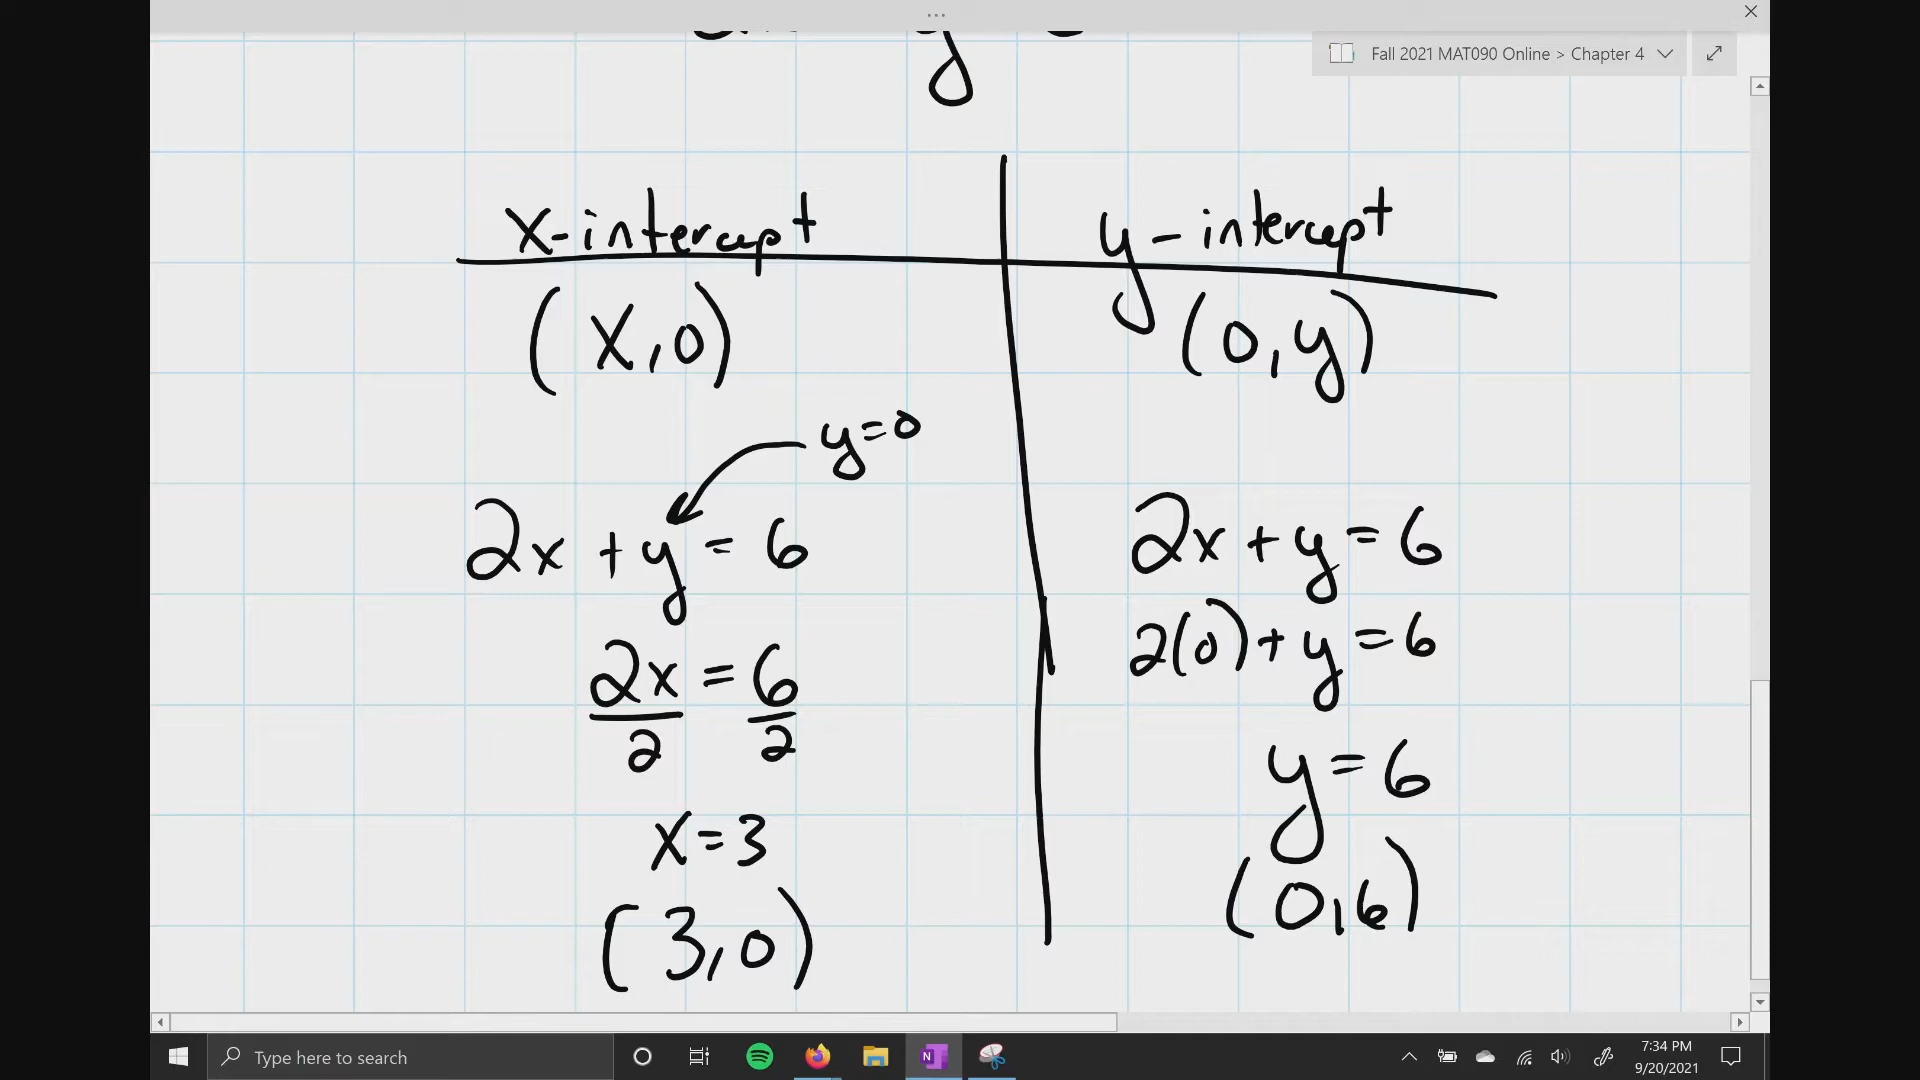 Fall 2021 MAT090 Online > Chapter 4
x-intercept
(x,0)
y=0
2x + y = 6
2x = 6
2 2
x=3
(3,0)
y-intercept
(0,y)
2x + y = 6
2(0) + y = 6
y = 6
(0,6)
Type here to search
7:34 PM
9/20/2021